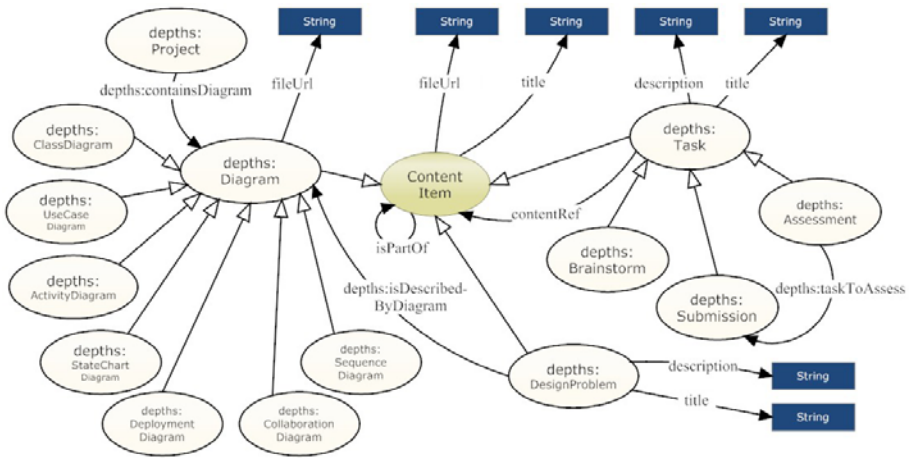 String
String
String
String
String
depths:
Project
fileUrl
fileUrl
title
description
title
depths:containsDiagram
depths:
ClassDiagram
depths:
Diagram
Content
Item
depths:
Task
depths:
UseCase
Diagram
isPartOf
contentRef
depths:
Assessment
depths:
Brainstorm
depths:
ActivityDiagram
depths:isDescribed-
ByDiagram
depths:taskToAssess
depths:
Submission
depths:
StateChart
Diagram
depths:
Sequence
Diagram
depths:
DesignProblem
description
String
title
String
depths:
Deployment
Diagram
depths:
Collaboration
Diagram